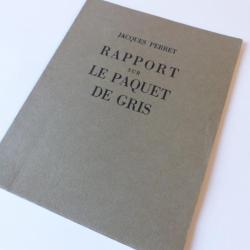 JACQUES PERRET
RAPPORT
SUR
LE PAQUET
DE GRIS